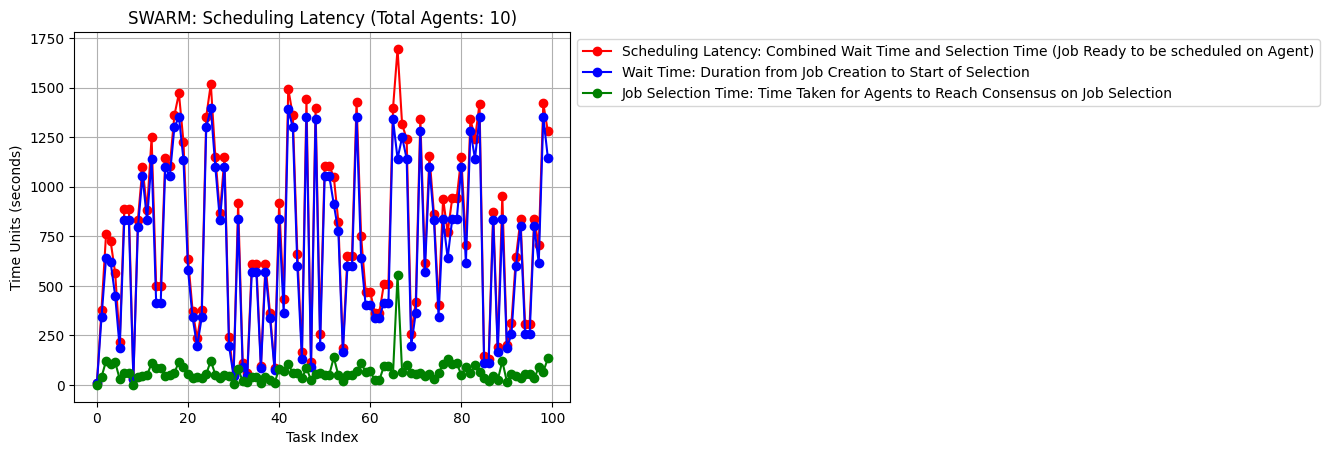 SWARM: Scheduling Latency (Total Agents: 10)
Scheduling Latency: Combined Wait Time and Selection Time (Job Ready to be scheduled on Agent)
Wait Time: Duration from Job Creation to Start of Selection
Job Selection Time: Time Taken for Agents to Reach Consensus on Job Selection
Time Units (seconds)
1750
1500
1250
1000
750
500
250
0
0 20 40 60 80 100
Task Index